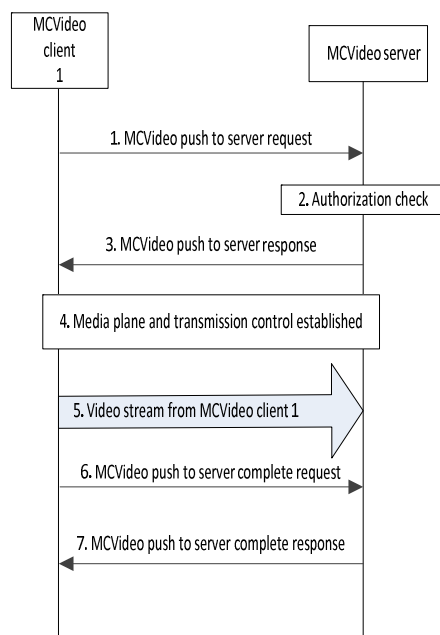 MCVideo
client
1
MCVideo server
1. MCVideo push to server request
2. Authorization check
3. MCVideo push to server response
4. Media plane and transmission control established
5. Video stream from MCVideo client 1
6. MCVideo push to server complete request
7. MCVideo push to server complete response